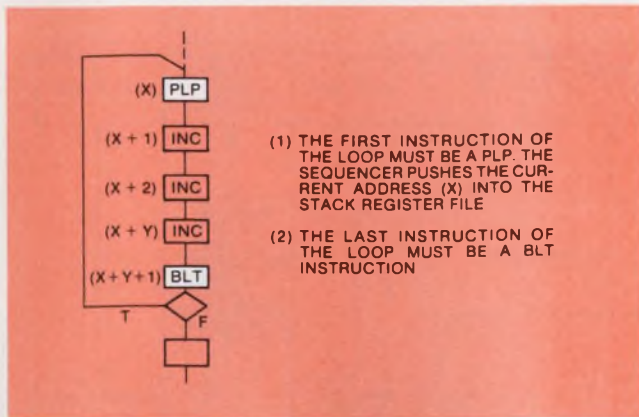 (X) PLP
(X + 1) INC
(X + 2) INC
(X + Y) INC
(X+Y+1) BLT
T
F
(1) THE FIRST INSTRUCTION OF
THE LOOP MUST BE A PLP. THE
SEQUENCER PUSHES THE CUR-
RENT ADDRESS (X) INTO THE
STACK REGISTER FILE
(2) THE LAST INSTRUCTION OF
THE LOOP MUST BE A BLT
INSTRUCTION